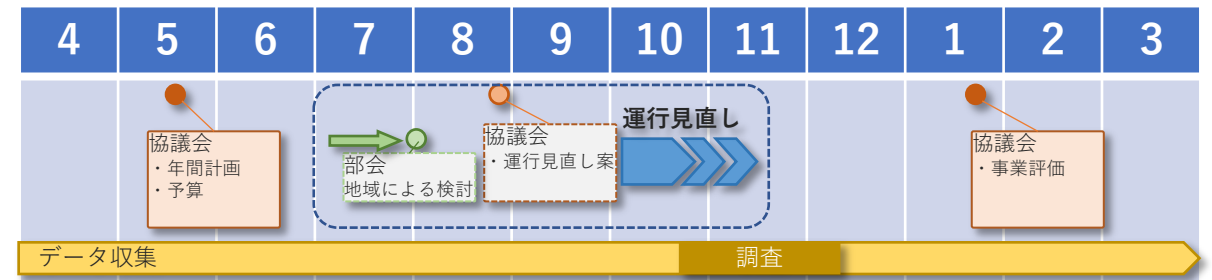 4 5 6 7 8 9 10 11 12 1 2 3
協議会
・年間計画
・予算
部会
地域による検討
協議会
・運行見直し案
運行見直し
協議会
・事業評価
データ収集
調査